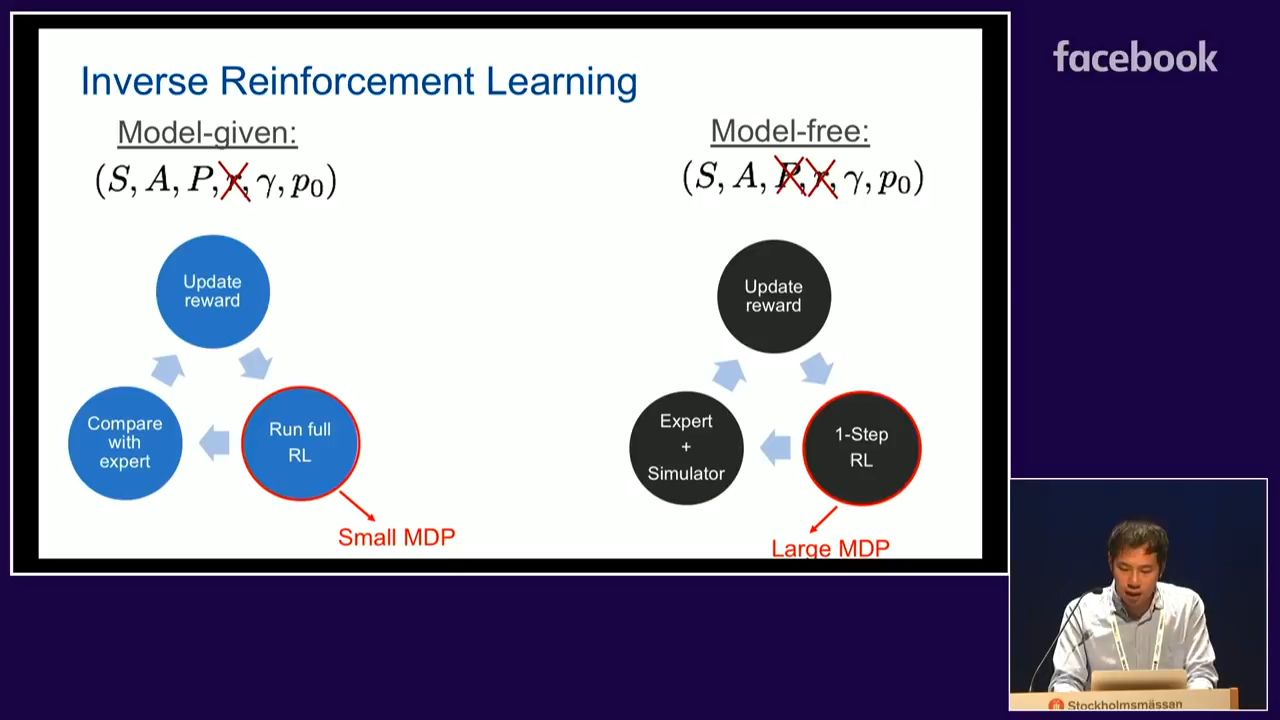 Inverse Reinforcement Learning
Model-given:
(S, A, P, r, γ, p₀)
Update
reward
Compare
with
expert
Run full
RL
Small MDP
Model-free:
(S, A, P, r, γ, p₀)
Update
reward
Expert
+
Simulator
1-Step
RL
Large MDP
facebook
Stockholmsmässan